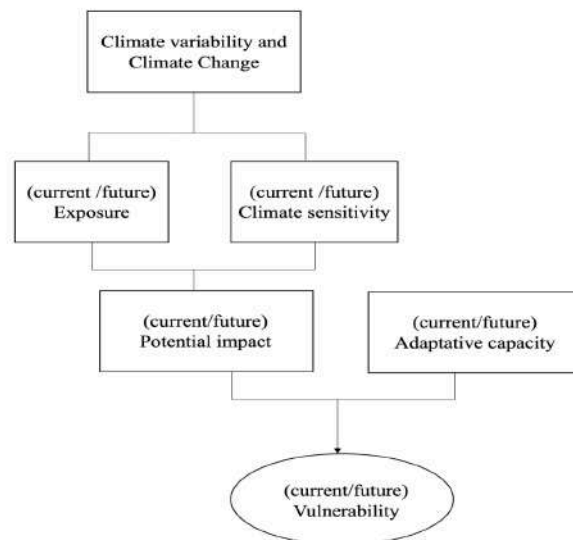 Climate variability and
Climate Change
(current /future)
Exposure
(current /future)
Climate sensitivity
(current/future)
Potential impact
(current/future)
Adaptative capacity
(current/future)
Vulnerability